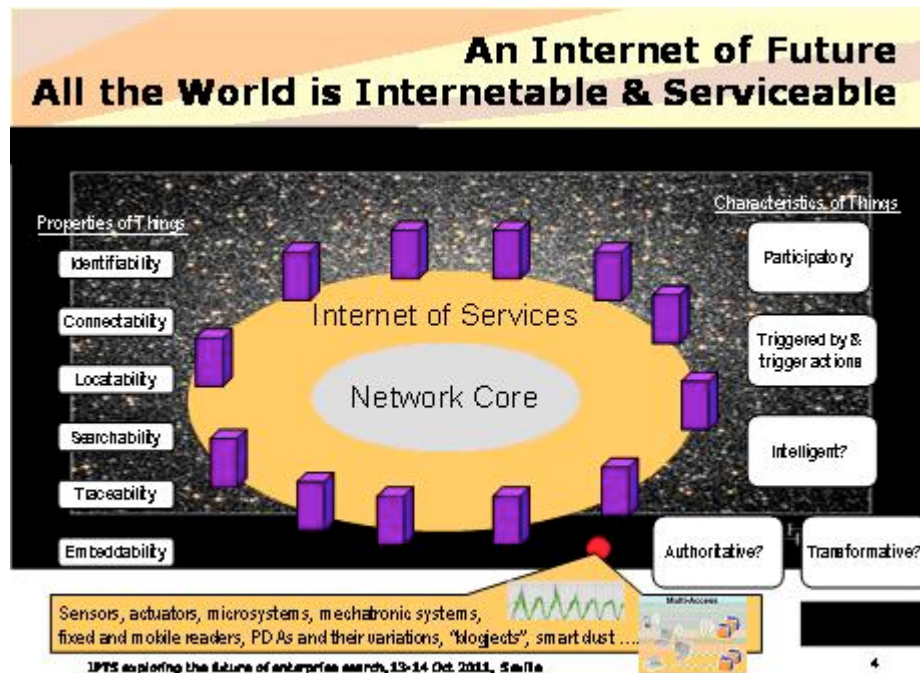 An Internet of Future
All the World is Internetable & Serviceable
Properties of Things
Identifiability
Connectability
Locatability
Searchability
Traceability
Embeddability
Internet of Services
Network Core
Characteristics of Things
Participatory
Triggered by &
trigger actions
Intelligent?
Authoritative?
Transformative?
Sensors, actuators, microsystems, mechatronic systems,
fixed and mobile readers, PDAs and their variations, "blogjects", smart dust ....
Multi-Access
IPTS exploring the future of enterprise search, 13-14 Oct 2011, Seville
4